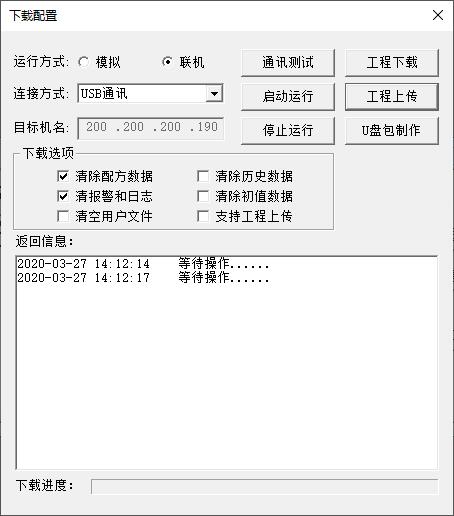 下载配置
运行方式: 模拟 联机 通讯测试 工程下载
连接方式: USB通讯 启动运行 工程上传
目标机名: 200 .200 .200 .190 停止运行 U盘包制作
下载选项
清除配方数据 清除历史数据
清报警和日志 清除初值数据
清空用户文件 支持工程上传
返回信息:
2020-03-27 14:12:14 等待操作......
2020-03-27 14:12:17 等待操作......
下载进度: